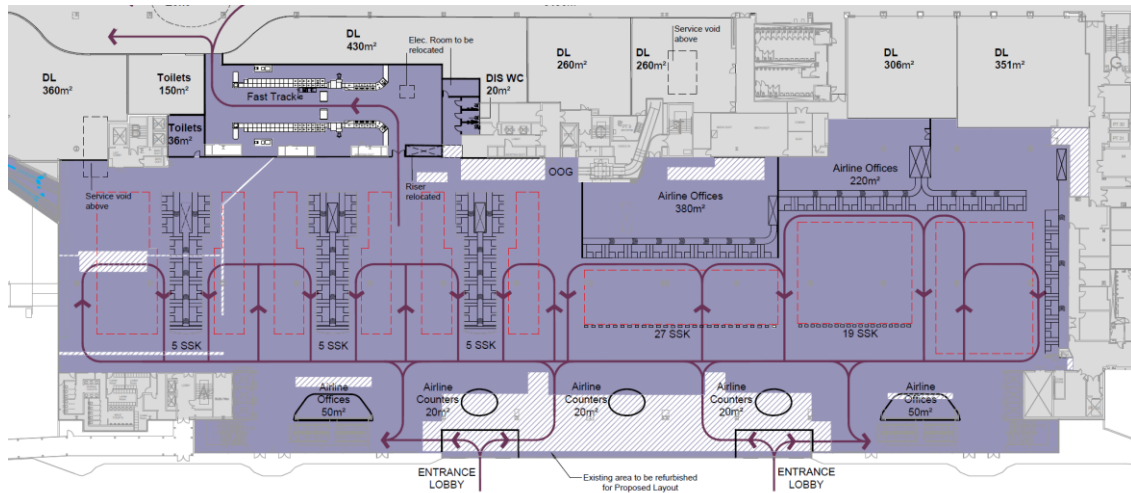 DL
430m²
Elec. Room to be
relocated
DL
260m²
DL
260m²
Service void
above
DL
306m²
DL
351m²
DL
360m²
Toilets
150m²
Fast Track
DIS WC
20m²
Toilets
36m²
Service void
above
Riser
relocated
OOG
Airline Offices
380m²
Airline Offices
220m²
5 SSK
5 SSK
5 SSK
27 SSK
19 SSK
Airline
Offices
50m²
Airline
Counters
20m²
Airline
Counters
20m²
Airline
Counters
20m²
Airline
Offices
50m²
ENTRANCE
LOBBY
Existing area to be refurbished
for Proposed Layout
ENTRANCE
LOBBY